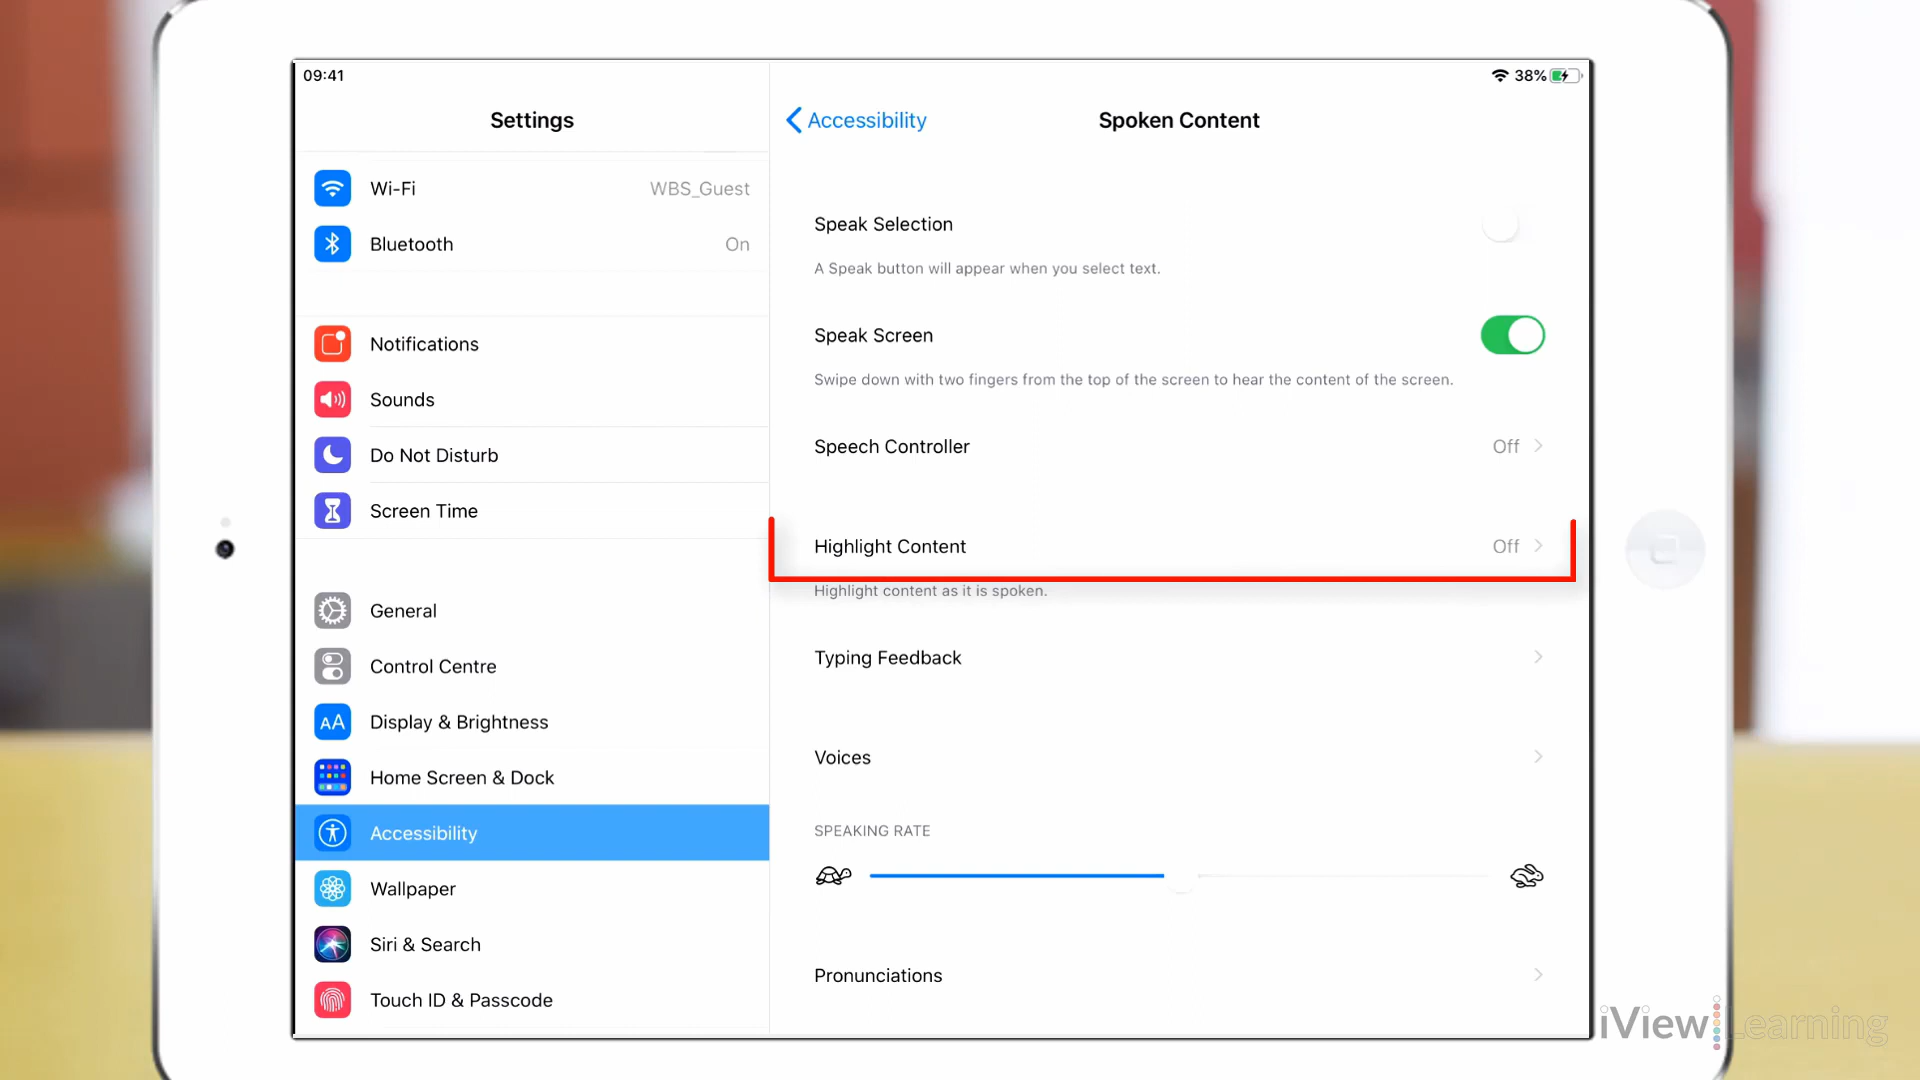 09:41
38%
Settings
Accessibility
Spoken Content
Wi-Fi
WBS_Guest
Bluetooth
On
Notifications
Sounds
Do Not Disturb
Screen Time
General
Control Centre
AA
Display & Brightness
Home Screen & Dock
Accessibility
Wallpaper
Siri & Search
Touch ID & Passcode
Speak Selection
A Speak button will appear when you select text.
Speak Screen
Swipe down with two fingers from the top of the screen to hear the content of the screen.
Speech Controller
Off
Highlight Content
Off
Highlight content as it is spoken.
Typing Feedback
Voices
SPEAKING RATE
Pronunciations
iView Learning